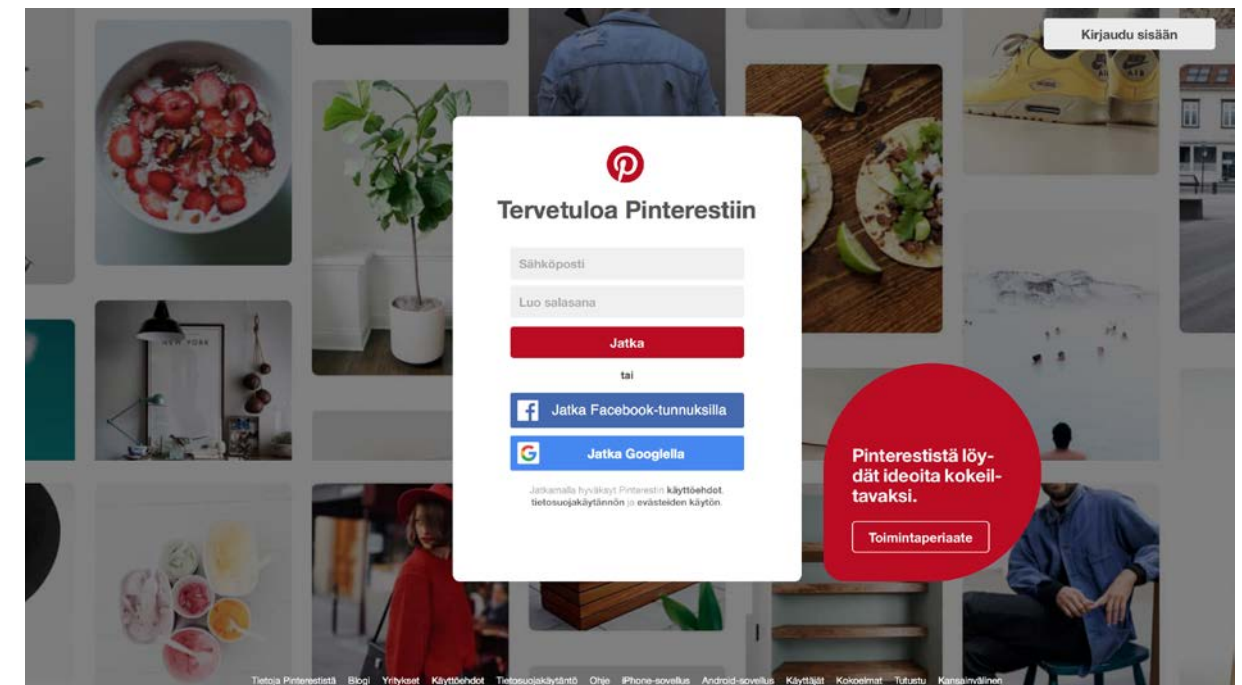 Kirjaudu sisään
Tervetuloa Pinterestiin
Sähköposti
Luo salasana
Jatka
tai
Jatka Facebook-tunnuksilla
Jatka Googlella
Jatkamalla hyväksyt Pinterestin käyttöehdot,
tietosuojakäytännön ja evästeiden käytön.
Pinterestistä löy-
dät ideoita kokeil-
tavaksi.
Toimintaperiaate
NEW YORK
Tietoja Pinterestistä Blogi Yritykset Käyttöehdot Tietosuojakäytäntö Ohje iPhone-sovellus Android-sovellus Käyttäjät Kokoelmat Tutustu Kansainvälinen